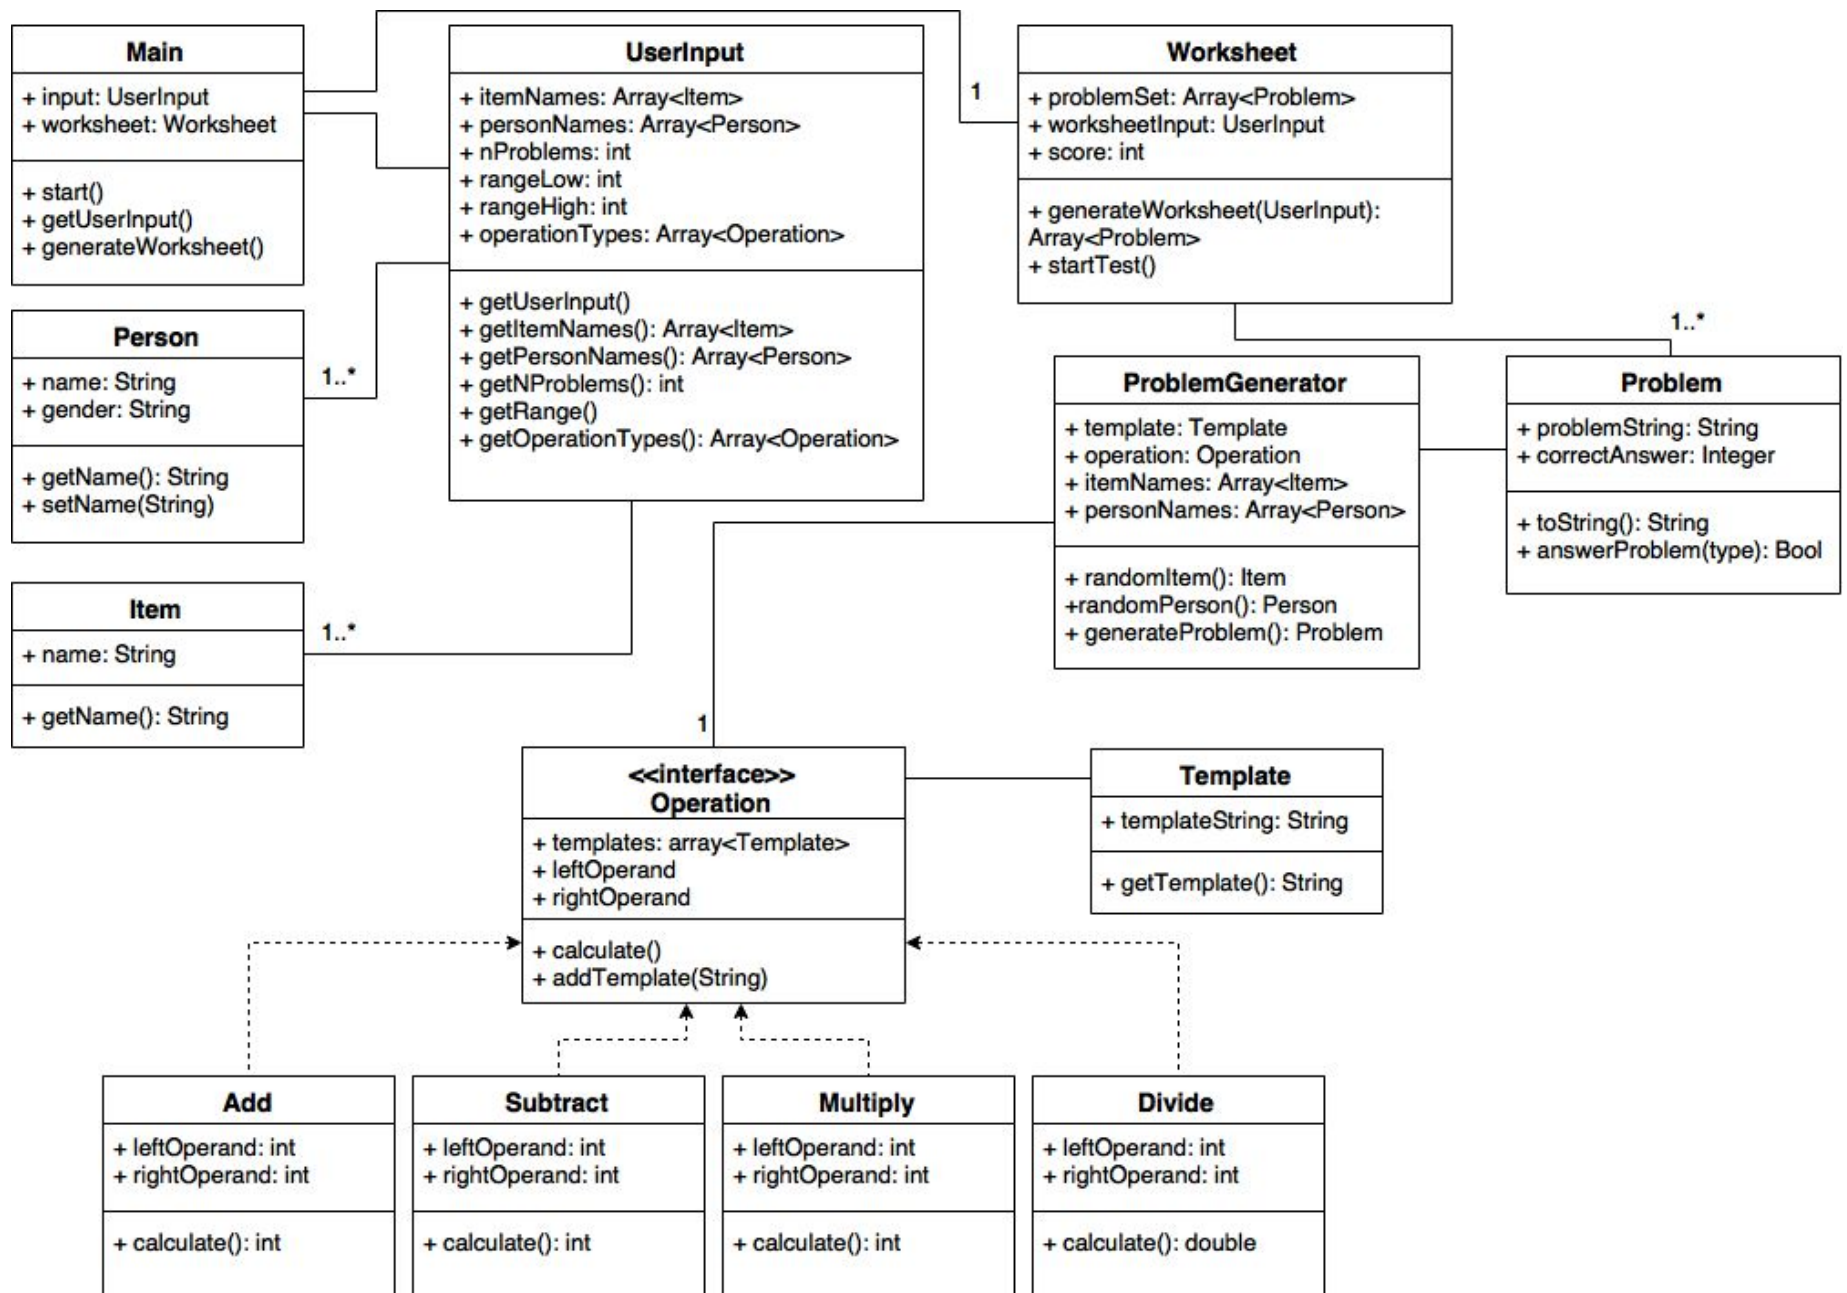 Main
+ input: UserInput
+ worksheet: Worksheet
+ start()
+ getUserInput()
+ generateWorksheet()
UserInput
+ itemNames: Array<Item>
+ personNames: Array<Person>
+ nProblems: int
+ rangeLow: int
+ rangeHigh: int
+ operationTypes: Array<Operation>
+ getUserInput()
+ getItemNames(): Array<Item>
+ getPersonNames(): Array<Person>
+ getNProblems(): int
+ getRange()
+ getOperationTypes(): Array<Operation>
1
Worksheet
+ problemSet: Array<Problem>
+ worksheetInput: UserInput
+ score: int
+ generateWorksheet(UserInput):
Array<Problem>
+ startTest()
1..*
Person
+ name: String
+ gender: String
+ getName(): String
+ setName(String)
1..*
ProblemGenerator
+ template: Template
+ operation: Operation
+ itemNames: Array<Item>
+ personNames: Array<Person>
+ randomItem(): Item
+randomPerson(): Person
+ generateProblem(): Problem
Problem
+ problemString: String
+ correctAnswer: Integer
+ toString(): String
+ answerProblem(type): Bool
Item
+ name: String
+ getName(): String
1..*
1
<<interface>>
Operation
+ templates: array<Template>
+ leftOperand
+ rightOperand
+ calculate()
+ addTemplate(String)
Template
+ templateString: String
+ getTemplate(): String
Add
+ leftOperand: int
+ rightOperand: int
+ calculate(): int
Subtract
+ leftOperand: int
+ rightOperand: int
+ calculate(): int
Multiply
+ leftOperand: int
+ rightOperand: int
+ calculate(): int
Divide
+ leftOperand: int
+ rightOperand: int
+ calculate(): double